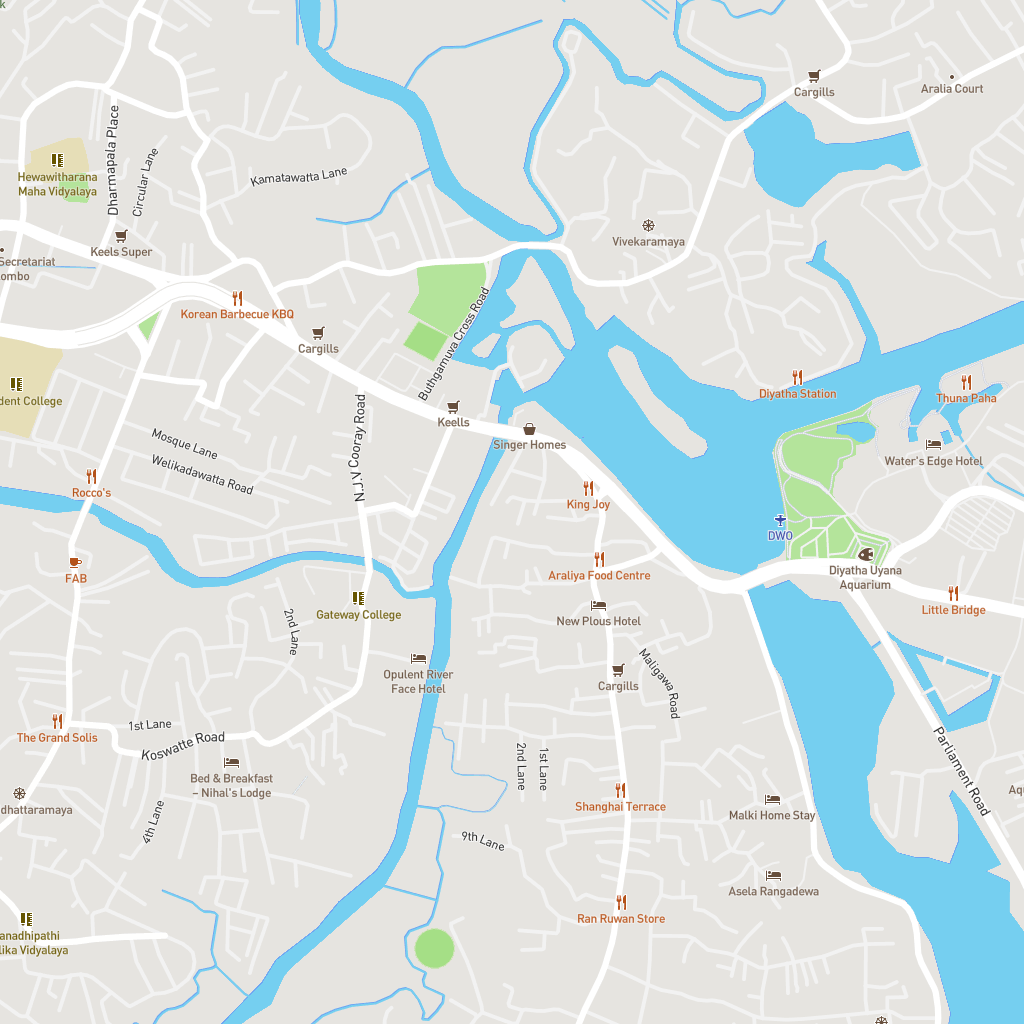 Cargills
Aralia Court
Dharmapala Place
Circular Lane
Hewawitharana
Maha Vidyalaya
Kamatawatta Lane
Keels Super
Vivekaramaya
Secretariat
ombo
Korean Barbecue KBQ
Cargills
Buthgamuva Cross Road
Diyatha Station
Thuna Paha
dent College
N.J.V Cooray Road
Keells
Singer Homes
Mosque Lane
Welikadawatta Road
Water's Edge Hotel
Rocco's
King Joy
DWO
FAB
Araliya Food Centre
Diyatha Uyana
Aquarium
Gateway College
New Plous Hotel
Little Bridge
2nd Lane
Opulent River
Face Hotel
Maligawa Road
Cargills
1st Lane
The Grand Solis
Koswatte Road
2nd Lane
1st Lane
Parliament Road
Bed & Breakfast
– Nihal's Lodge
Aqu
dhattaramaya
4th Lane
Shanghai Terrace
Malki Home Stay
9th Lane
Asela Rangadewa
Ran Ruwan Store
anadhipathi
lika Vidyalaya